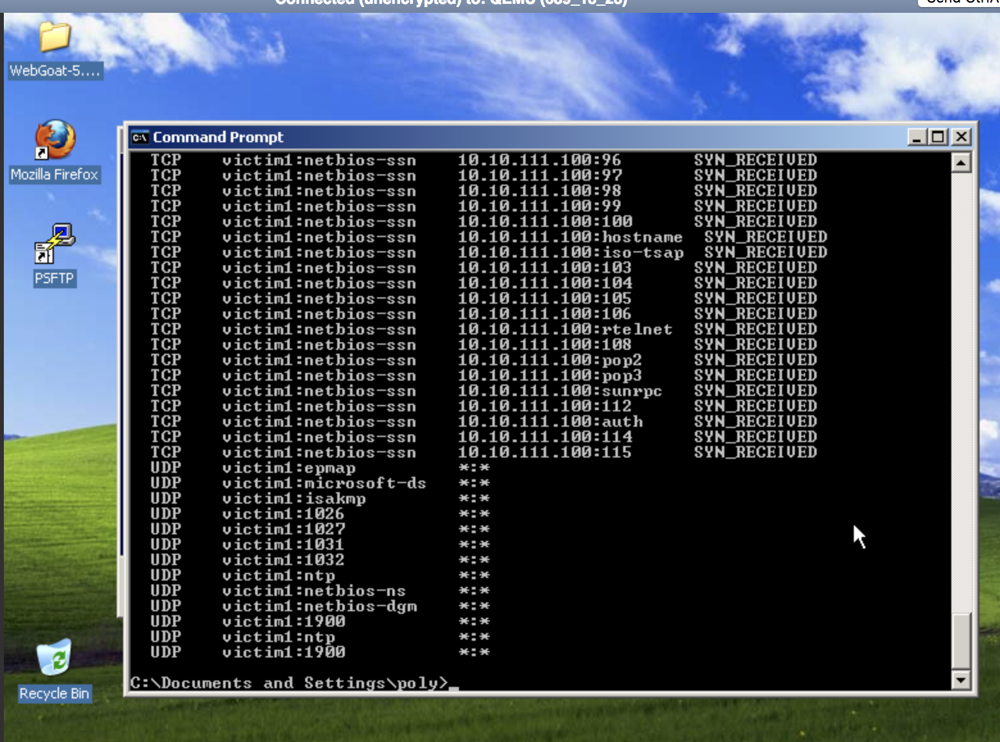 Connected (unencrypted) to: QEMU
WebGoat-5....
Mozilla Firefox
PSFTP
Recycle Bin
Command Prompt
TCP victim1:netbios-ssn 10.10.111.100:96 SYN_RECEIVED
TCP victim1:netbios-ssn 10.10.111.100:97 SYN_RECEIVED
TCP victim1:netbios-ssn 10.10.111.100:98 SYN_RECEIVED
TCP victim1:netbios-ssn 10.10.111.100:99 SYN_RECEIVED
TCP victim1:netbios-ssn 10.10.111.100:100 SYN_RECEIVED
TCP victim1:netbios-ssn 10.10.111.100:hostname SYN_RECEIVED
TCP victim1:netbios-ssn 10.10.111.100:iso-tsap SYN_RECEIVED
TCP victim1:netbios-ssn 10.10.111.100:103 SYN_RECEIVED
TCP victim1:netbios-ssn 10.10.111.100:104 SYN_RECEIVED
TCP victim1:netbios-ssn 10.10.111.100:105 SYN_RECEIVED
TCP victim1:netbios-ssn 10.10.111.100:106 SYN_RECEIVED
TCP victim1:netbios-ssn 10.10.111.100:rtelnet SYN_RECEIVED
TCP victim1:netbios-ssn 10.10.111.100:108 SYN_RECEIVED
TCP victim1:netbios-ssn 10.10.111.100:pop2 SYN_RECEIVED
TCP victim1:netbios-ssn 10.10.111.100:pop3 SYN_RECEIVED
TCP victim1:netbios-ssn 10.10.111.100:sunrpc SYN_RECEIVED
TCP victim1:netbios-ssn 10.10.111.100:112 SYN_RECEIVED
TCP victim1:netbios-ssn 10.10.111.100:auth SYN_RECEIVED
TCP victim1:netbios-ssn 10.10.111.100:114 SYN_RECEIVED
TCP victim1:netbios-ssn 10.10.111.100:115 SYN_RECEIVED
UDP victim1:epmap *:*
UDP victim1:microsoft-ds *:*
UDP victim1:isakmp *:*
UDP victim1:1026 *:*
UDP victim1:1027 *:*
UDP victim1:1031 *:*
UDP victim1:1032 *:*
UDP victim1:ntp *:*
UDP victim1:netbios-ns *:*
UDP victim1:netbios-dgm *:*
UDP victim1:1900 *:*
UDP victim1:ntp *:*
UDP victim1:1900 *:*
C:\Documents and Settings\poly>_